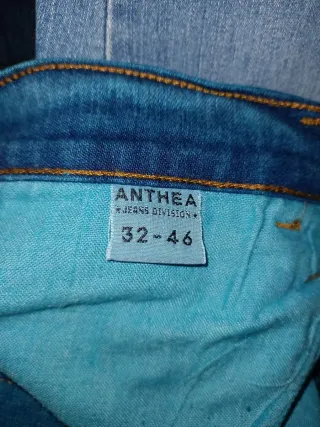 ANTHEA
★ JEANS DIVISION ★
32-46